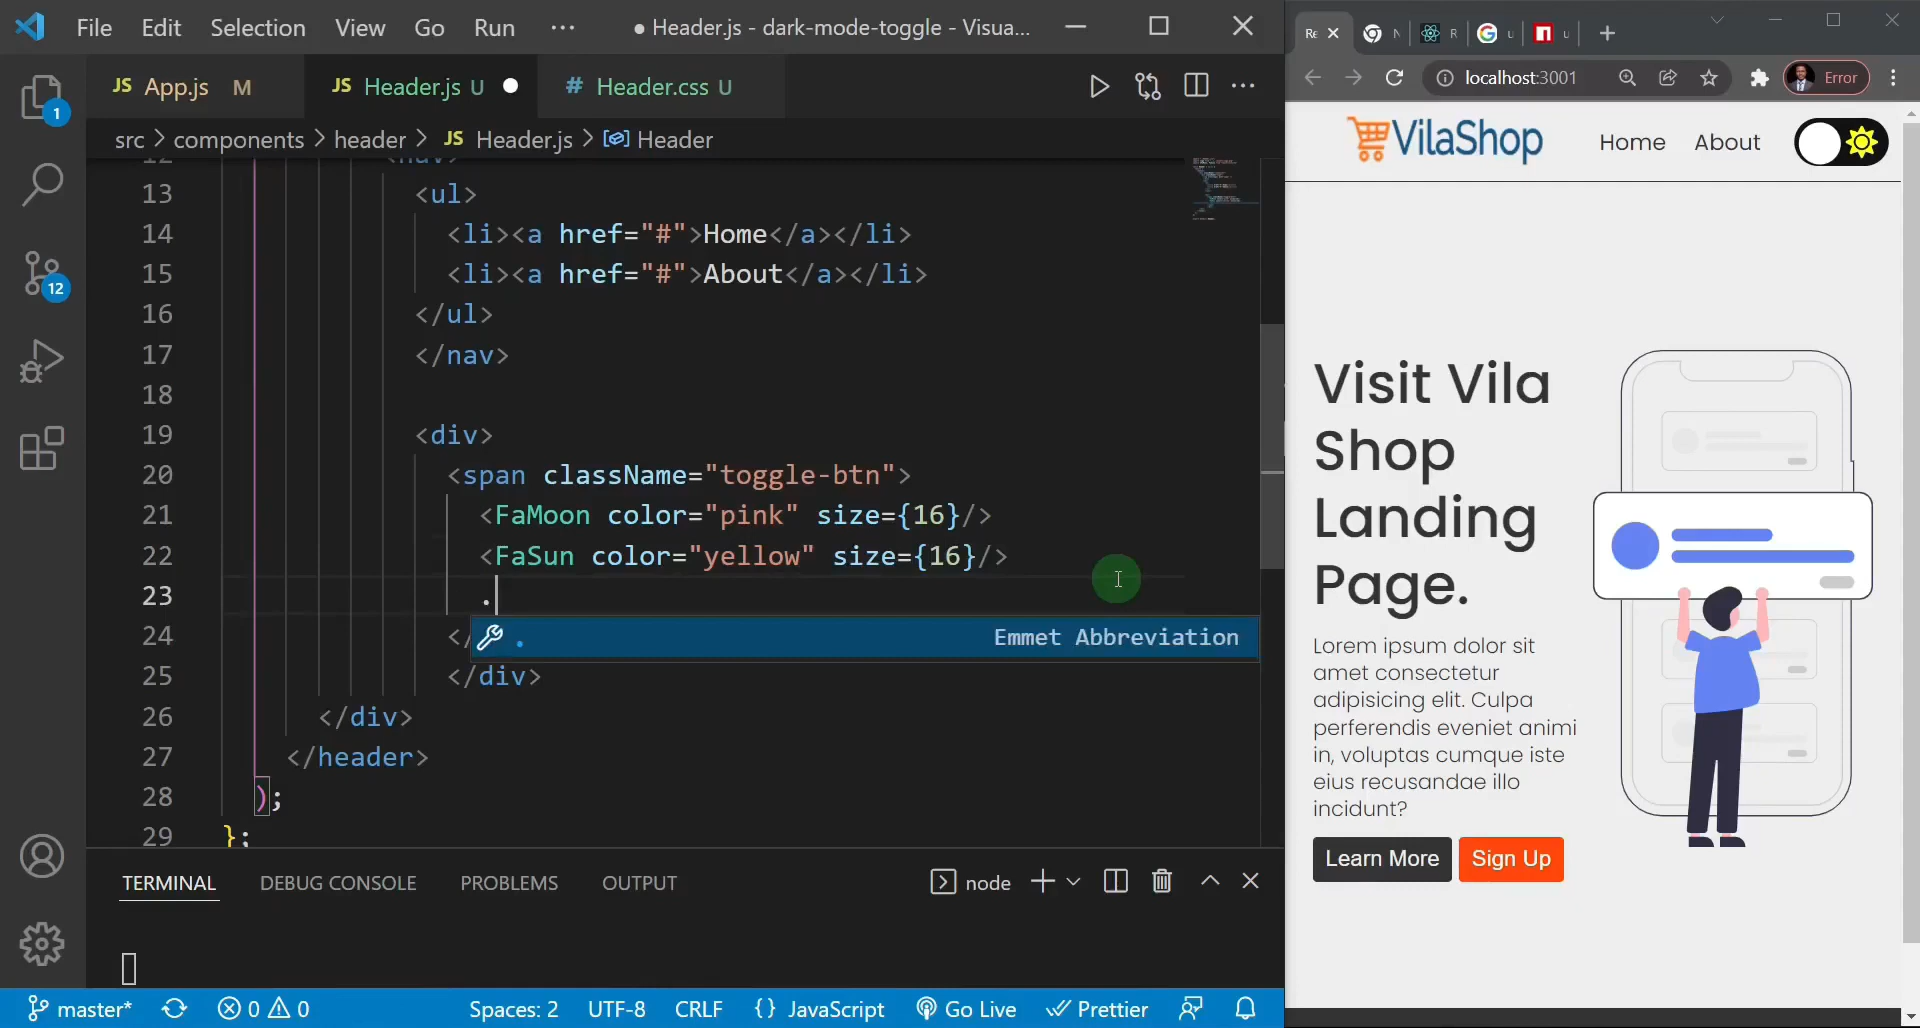 File Edit Selection View Go Run ··· ● Header.js - dark-mode-toggle - Visua...
JS App.js M JS Header.js U # Header.css U
src > components > header > JS Header.js > Header
12 <nav>
13 <ul>
14 <li><a href="#">Home</a></li>
15 <li><a href="#">About</a></li>
16 </ul>
17 </nav>
18
19 <div>
20 <span className="toggle-btn">
21 <FaMoon color="pink" size={16}/>
22 <FaSun color="yellow" size={16}/>
23 .
24 </
. Emmet Abbreviation
25 </div>
26 </div>
27 </header>
28 );
29 };
TERMINAL DEBUG CONSOLE PROBLEMS OUTPUT node
1
12
master* 0 0 Spaces: 2 UTF-8 CRLF {} JavaScript Go Live Prettier
Re N R u u
localhost:3001 Error
VilaShop Home About
Visit Vila
Shop
Landing
Page.
Lorem ipsum dolor sit
amet consectetur
adipisicing elit. Culpa
perferendis eveniet animi
in, voluptas cumque iste
eius recusandae illo
incidunt?
Learn More Sign Up